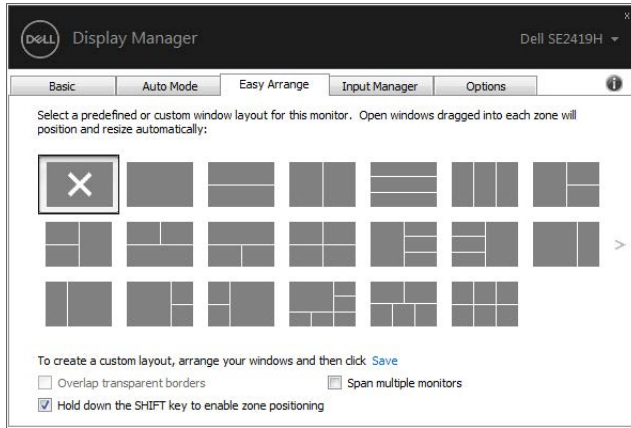 x
DELL Display Manager Dell SE2419H
Basic Auto Mode Easy Arrange Input Manager Options
Select a predefined or custom window layout for this monitor. Open windows dragged into each zone will
position and resize automatically:
To create a custom layout, arrange your windows and then click Save
Overlap transparent borders Span multiple monitors
Hold down the SHIFT key to enable zone positioning